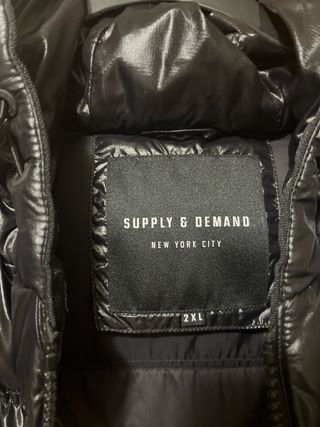 SUPPLY & DEMAND
NEW YORK CITY
2XL